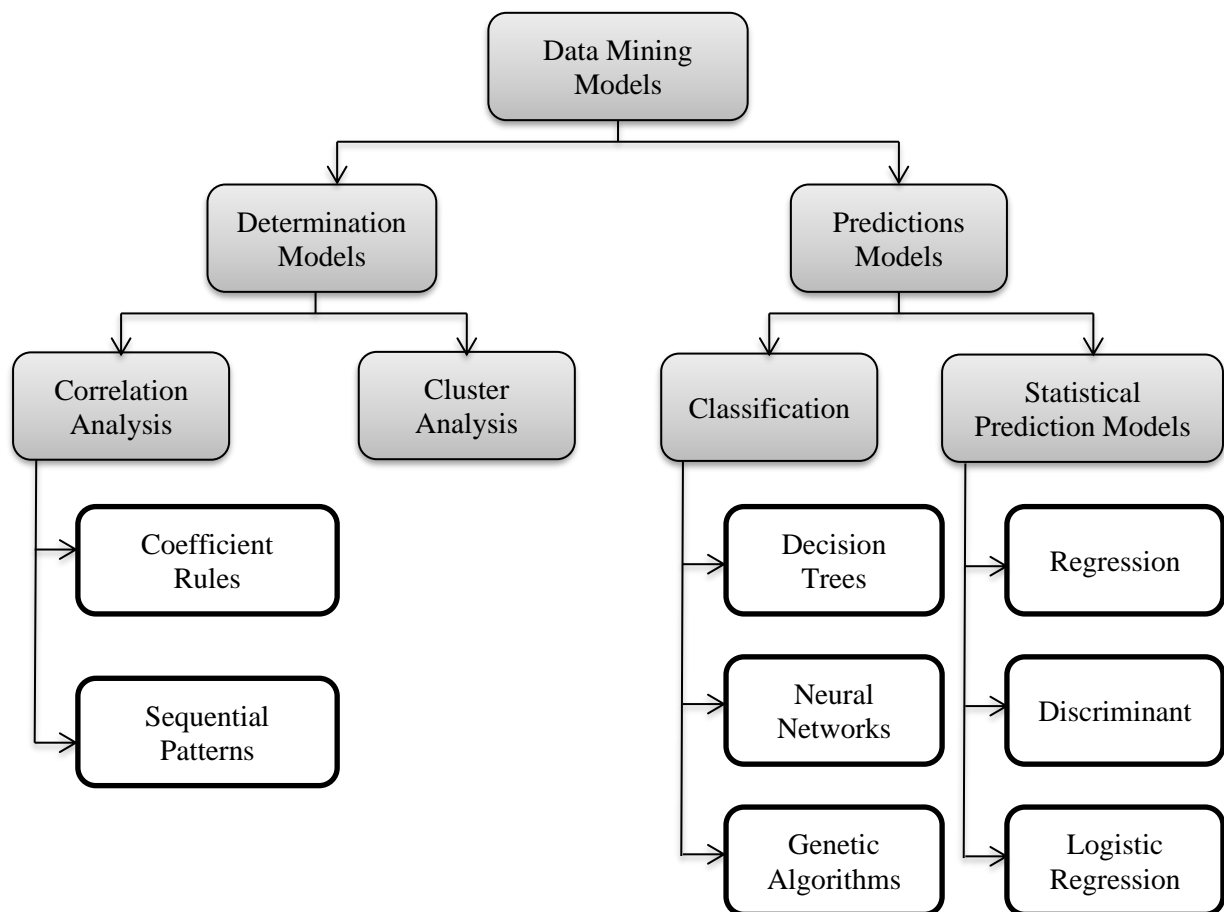 Data Mining
Models
Determination
Models
Predictions
Models
Correlation
Analysis
Cluster
Analysis
Classification
Statistical
Prediction Models
Coefficient
Rules
Sequential
Patterns
Decision
Trees
Neural
Networks
Genetic
Algorithms
Regression
Discriminant
Logistic
Regression